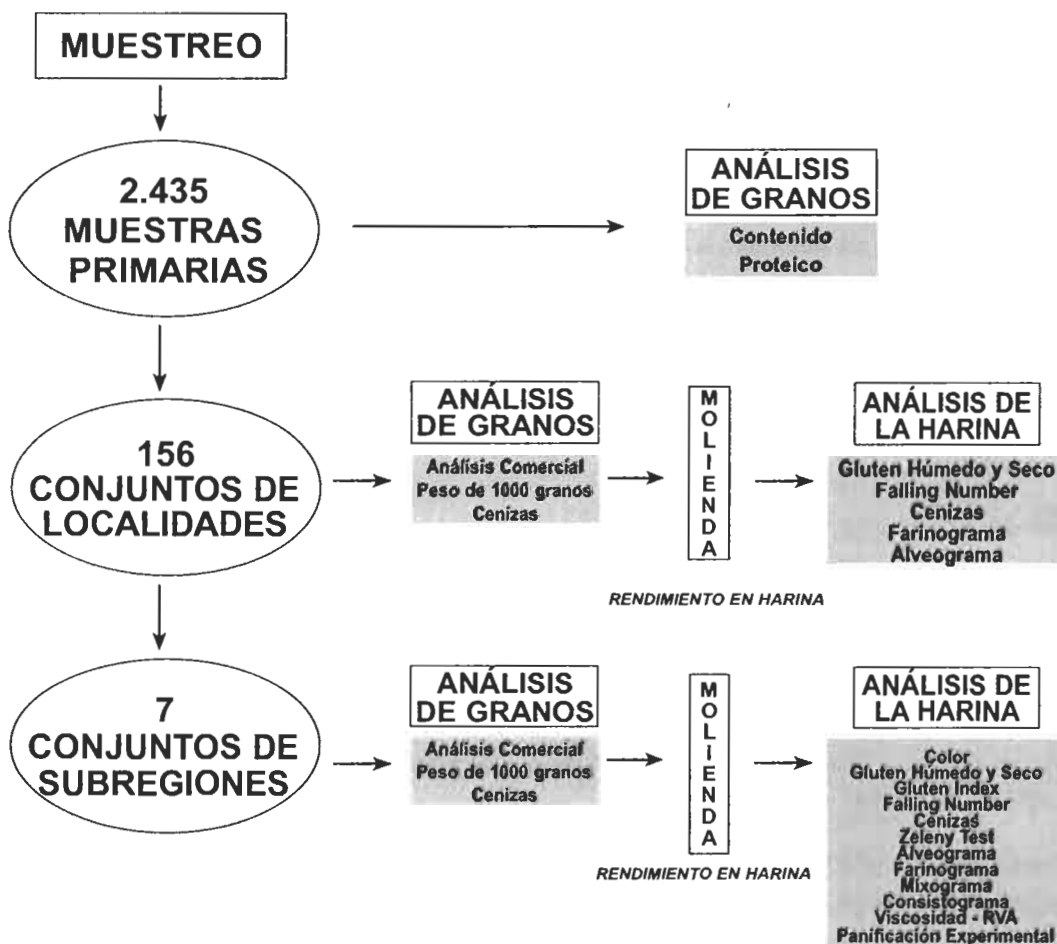 MUESTREO
2.435
MUESTRAS
PRIMARIAS
ANÁLISIS
DE GRANOS
Contenido
Proteico
156
CONJUNTOS DE
LOCALIDADES
ANÁLISIS
DE GRANOS
Análisis Comercial
Peso de 1000 granos
Cenizas
MOLIENDA
RENDIMIENTO EN HARINA
ANÁLISIS DE
LA HARINA
Gluten Húmedo y Seco
Falling Number
Cenizas
Farinograma
Alveograma
7
CONJUNTOS DE
SUBREGIONES
ANÁLISIS
DE GRANOS
Análisis Comercial
Peso de 1000 granos
Cenizas
MOLIENDA
RENDIMIENTO EN HARINA
ANÁLISIS DE
LA HARINA
Color
Gluten Húmedo y Seco
Gluten Index
Falling Number
Cenizas
Zeleny Test
Alveograma
Farinograma
Mixograma
Consistograma
Viscosidad - RVA
Panificación Experimental